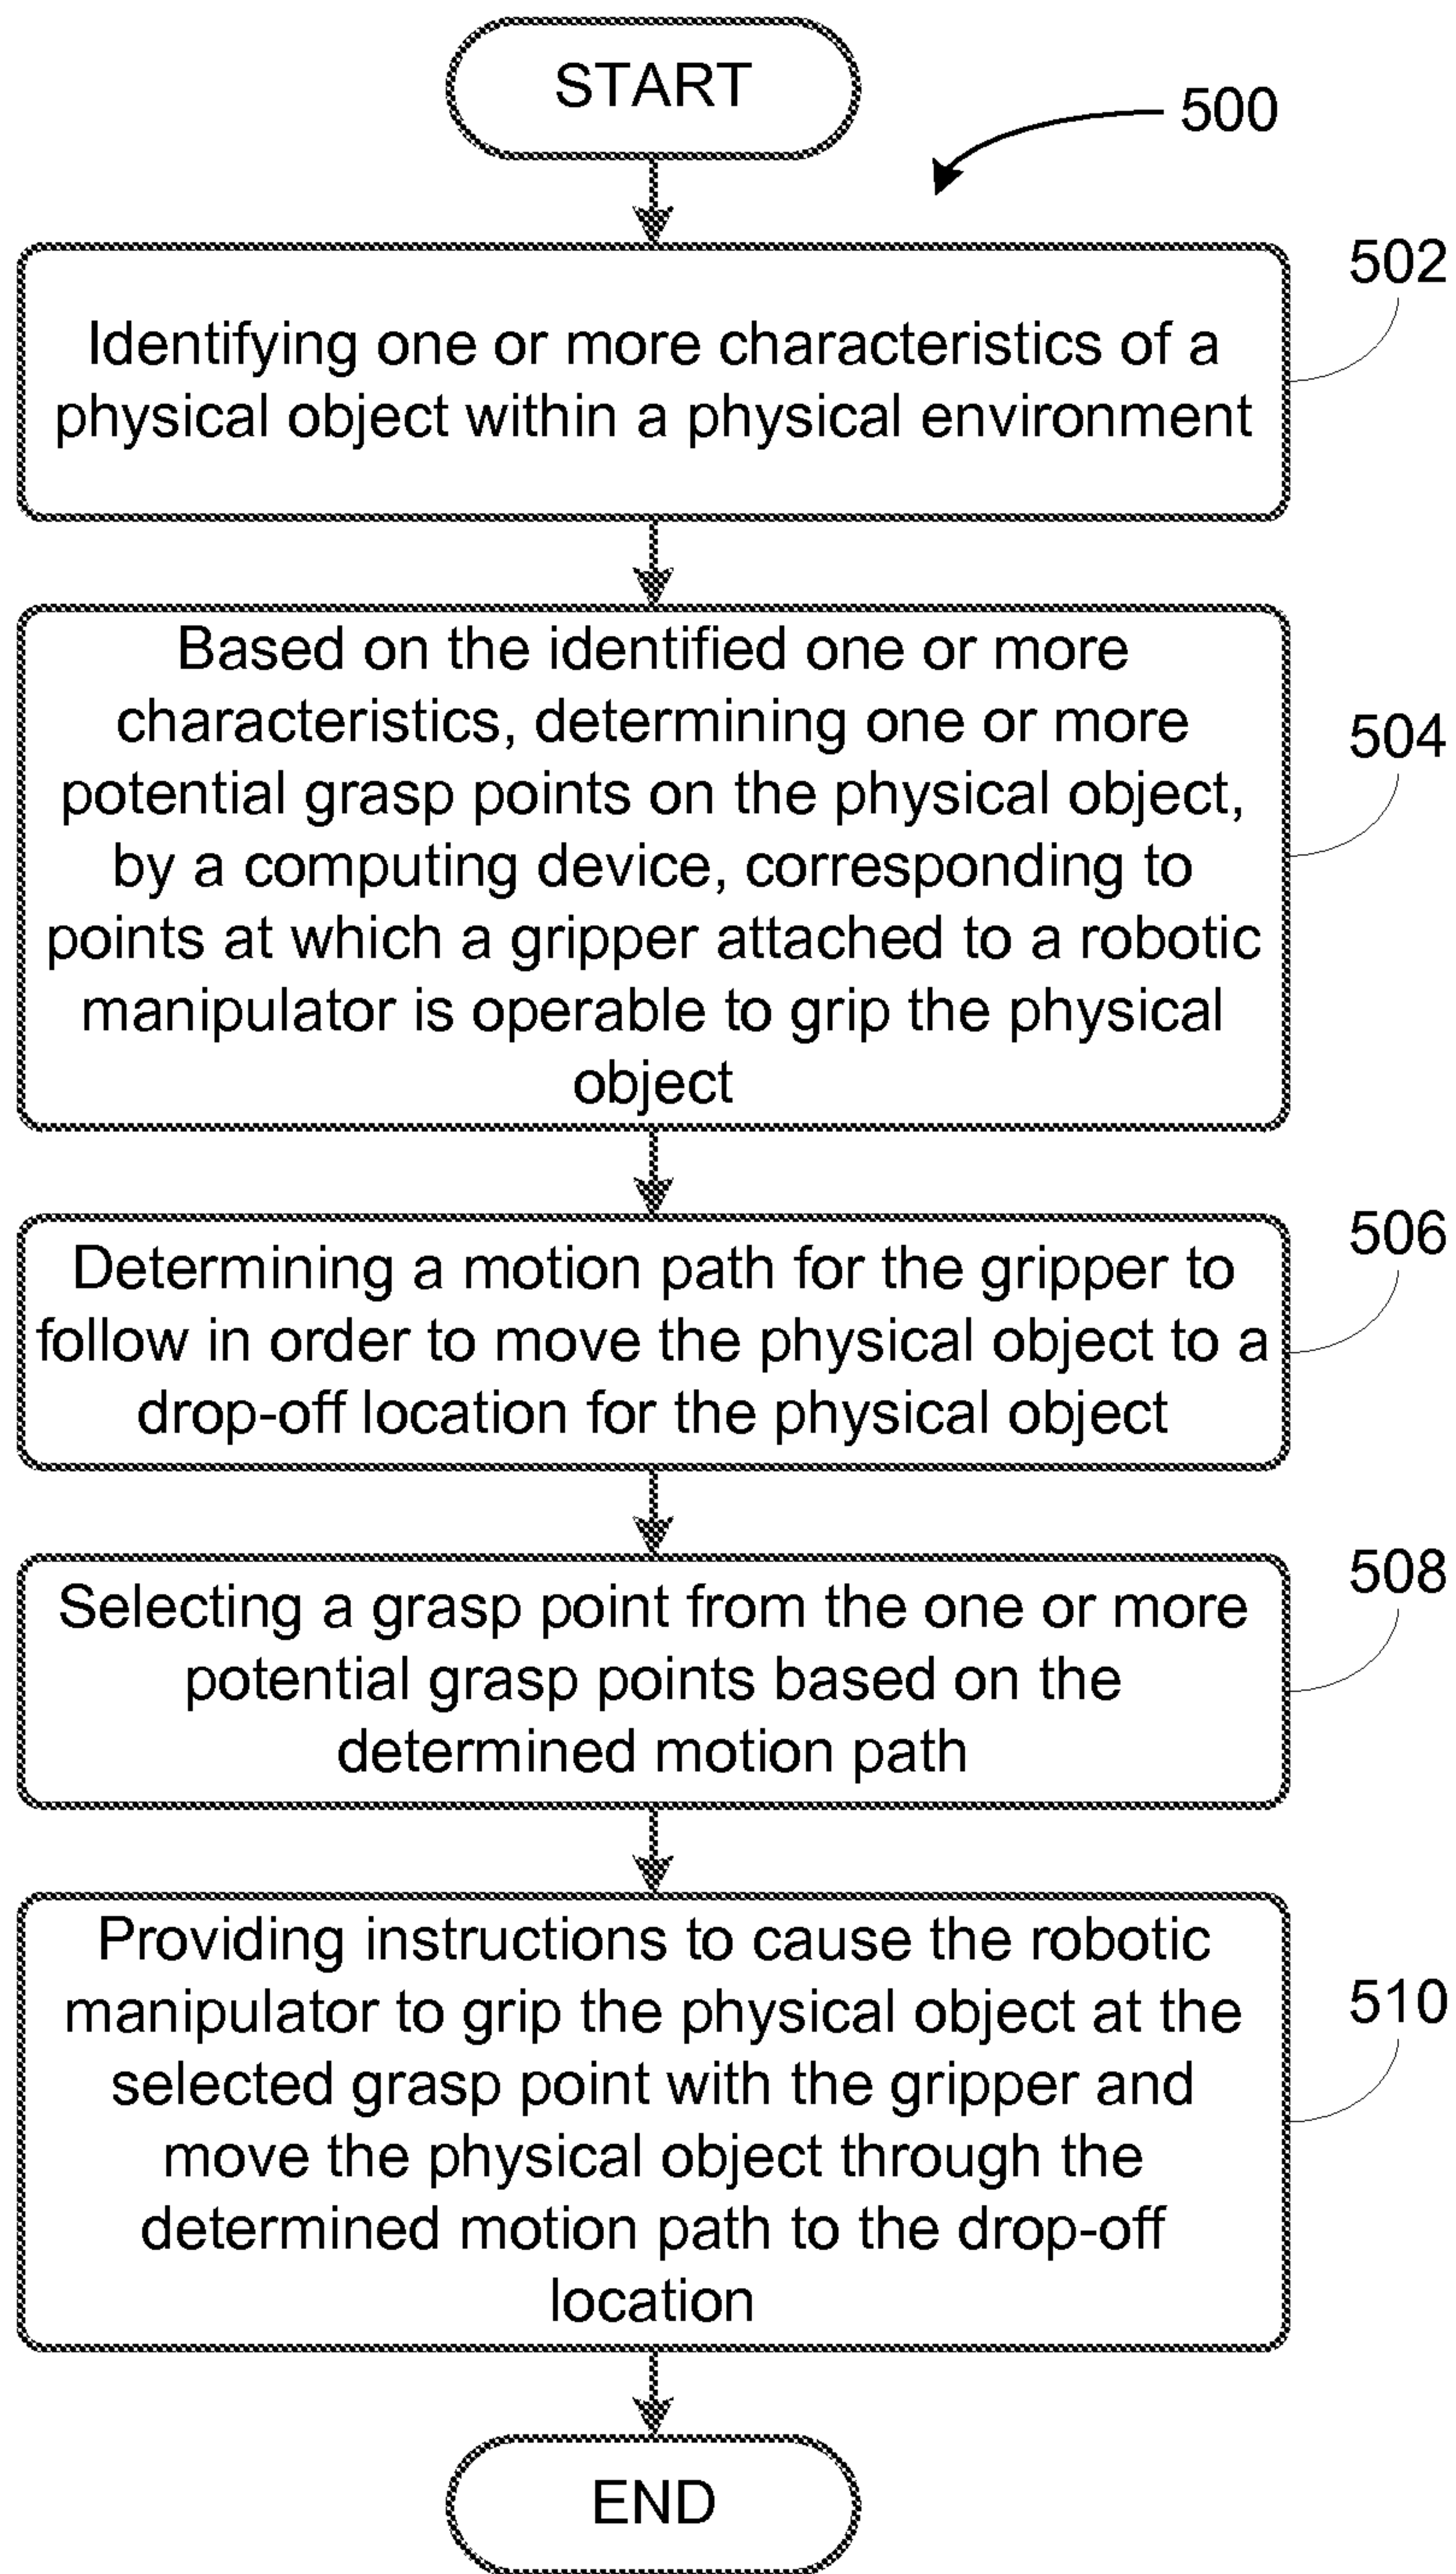 START
500
502
Identifying one or more characteristics of a
physical object within a physical environment
Based on the identified one or more
characteristics, determining one or more
504
potential grasp points on the physical object,
by a computing device, corresponding to
points at which a gripper attached to a robotic
manipulator is operable to grip the physical
object
506
Determining a motion path for the gripper to
follow in order to move the physical object to a
drop-off location for the physical object
508
Selecting a grasp point from the one or more
potential grasp points based on the
determined motion path
Providing instructions to cause the robotic
manipulator to grip the physical object at the
510
selected grasp point with the gripper and
move the physical object through the
determined motion path to the drop-off
location
END